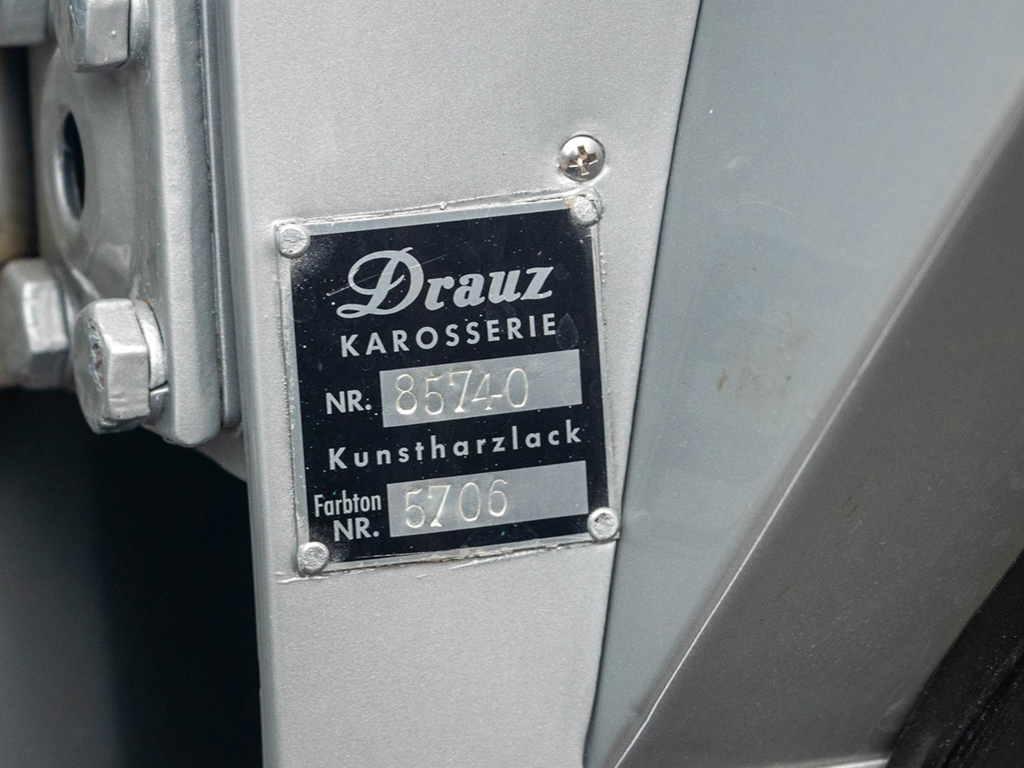 Drauz
KAROSSERIE
NR. 85740
Kunstharzlack
Farbton
NR. 5706